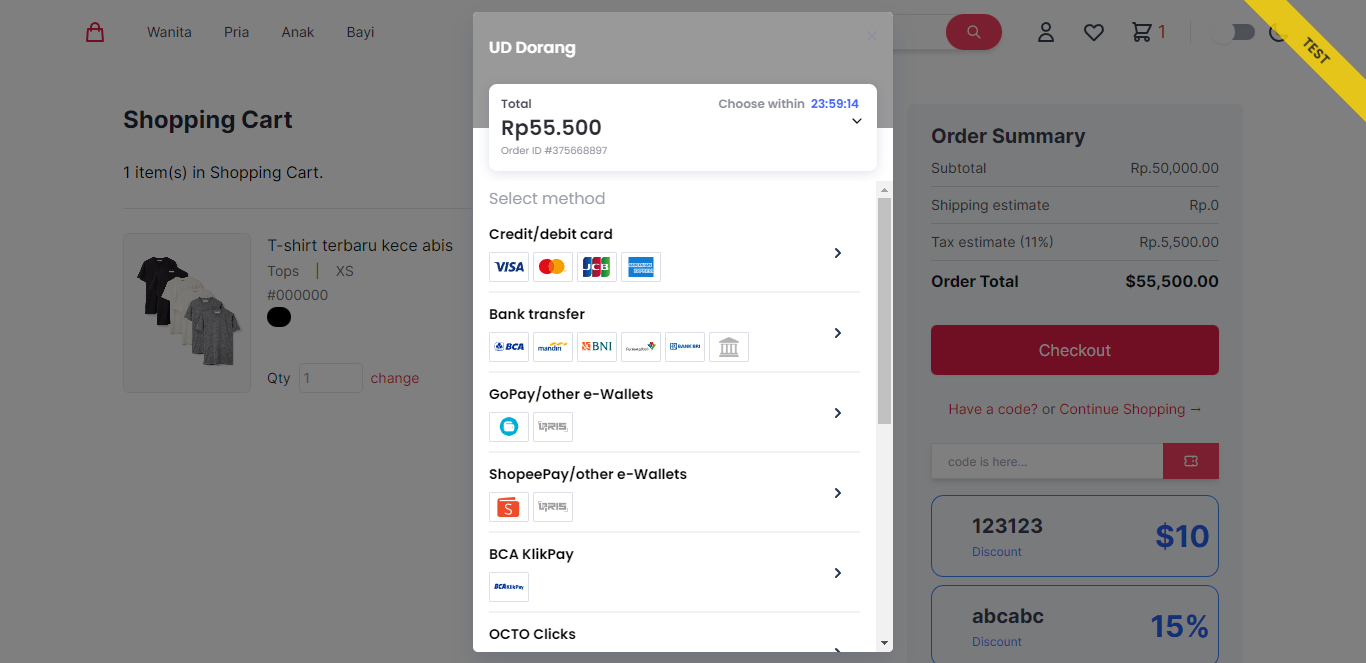 Wanita Pria Anak Bayi
1
TEST
Shopping Cart
1 item(s) in Shopping Cart.
T-shirt terbaru kece abis
Tops | XS
#000000
Qty 1 change
UD Dorang
×
Total
Choose within 23:59:14
Rp55.500
Order ID #375668897
Select method
Credit/debit card
VISA
JCB
Bank transfer
BCA mandiri BNI PermataBank BANK BRI
GoPay/other e-Wallets
QRIS
ShopeePay/other e-Wallets
S QRIS
BCA KlikPay
BCA KlikPay
OCTO Clicks
Order Summary
Subtotal Rp.50,000.00
Shipping estimate Rp.0
Tax estimate (11%) Rp.5,500.00
Order Total $55,500.00
Checkout
Have a code? or Continue Shopping →
code is here...
123123
Discount
$10
abcabc
Discount
15%